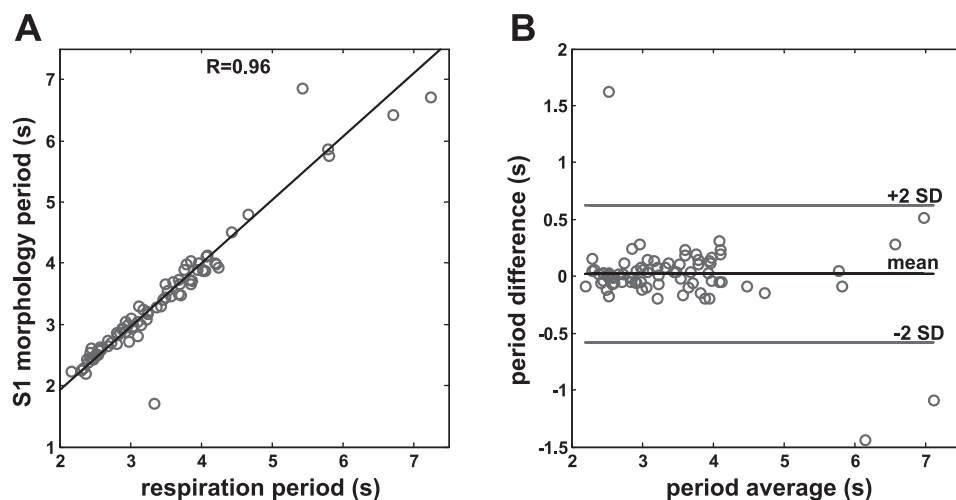 A
R=0.96
S1 morphology period (s)
7
6
5
4
3
2
1
2 3 4 5 6 7
respiration period (s)
B
period difference (s)
2
1.5
1
0.5
0
-0.5
-1
-1.5
+2 SD
mean
-2 SD
2 3 4 5 6 7
period average (s)